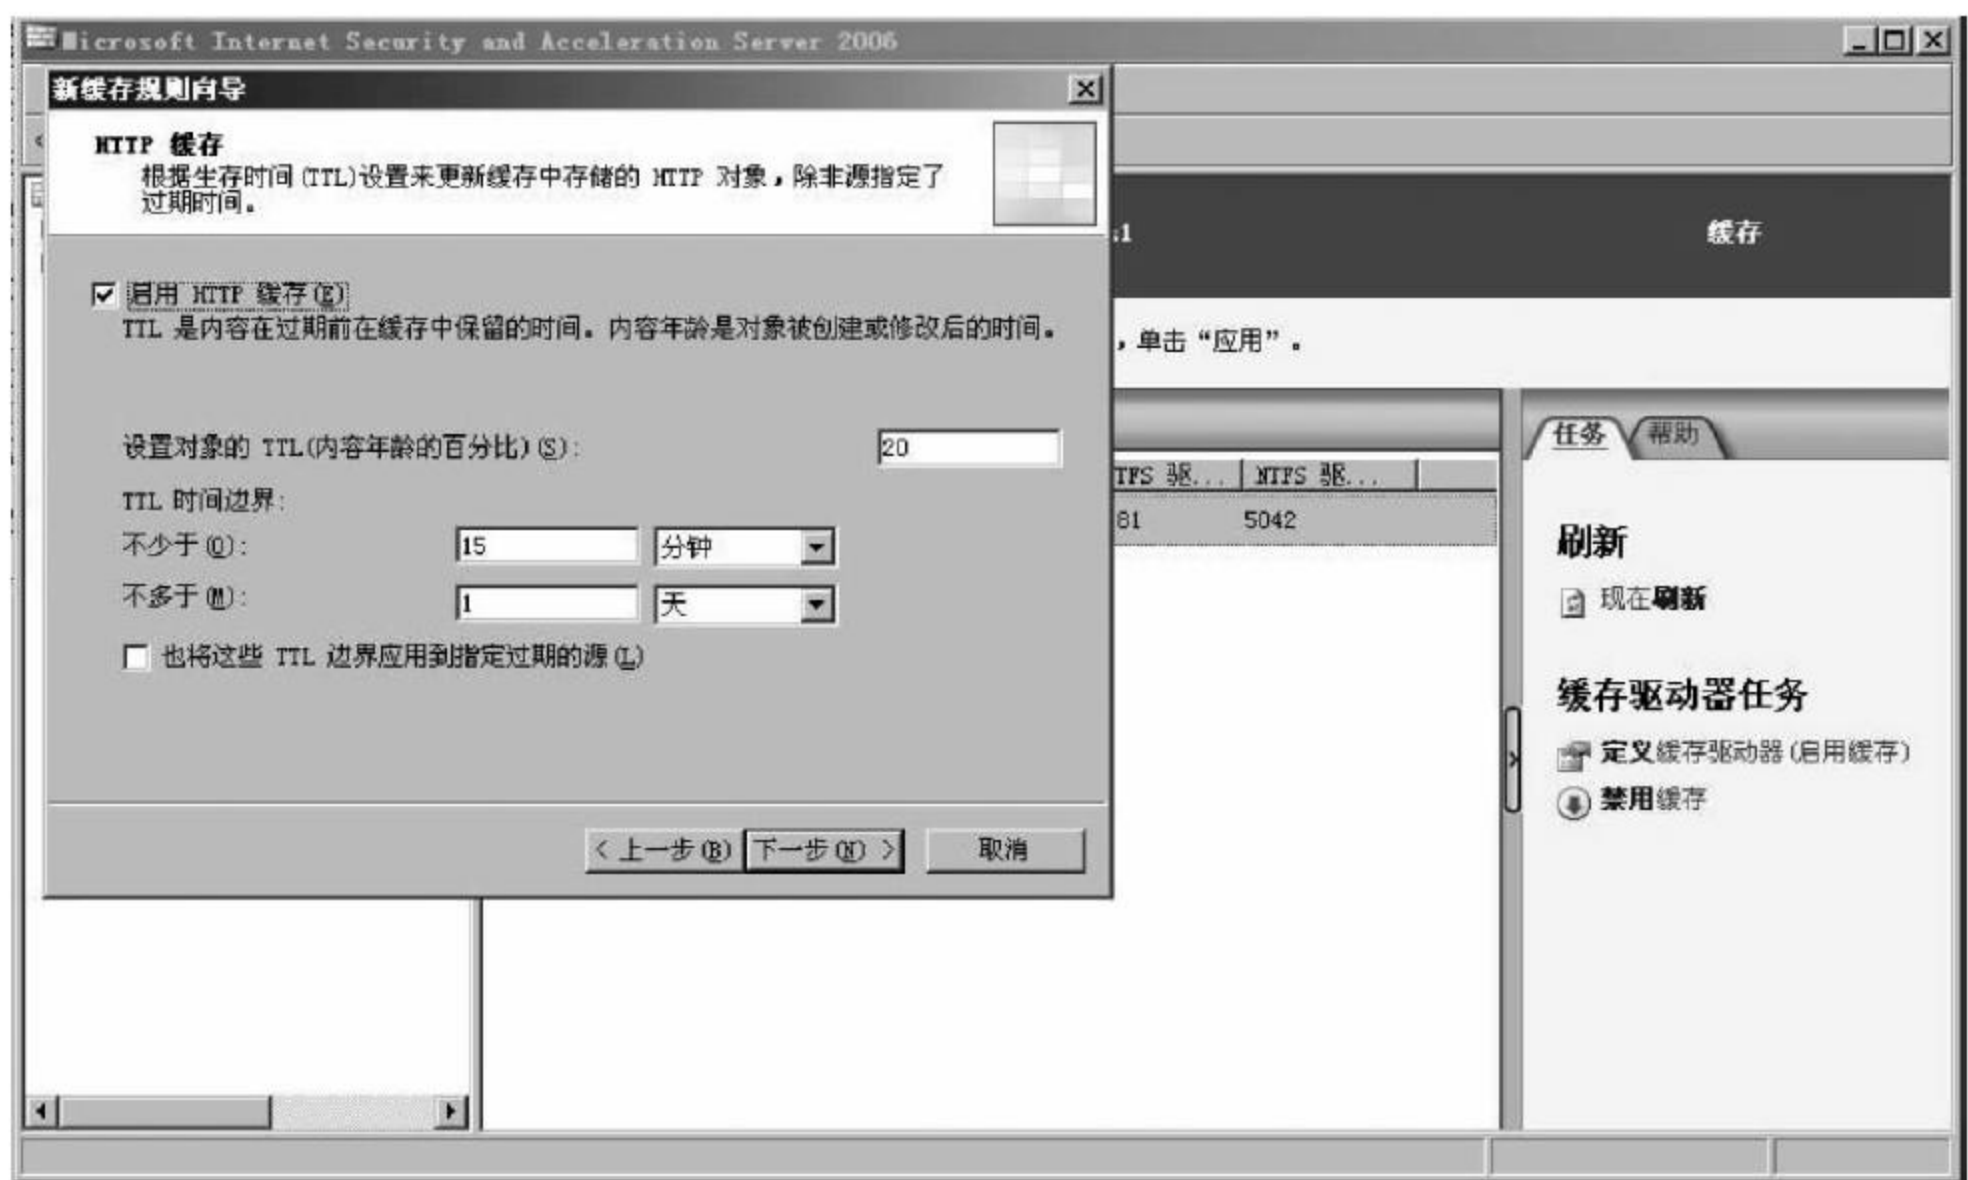 Microsoft Internet Security and Acceleration Server 2006
新缓存规则向导
HTTP 缓存
根据生存时间(TTL)设置来更新缓存中存储的 HTTP 对象，除非源指定了
过期时间。
启用 HTTP 缓存(E)
TTL 是内容在过期前在缓存中保留的时间。内容年龄是对象被创建或修改后的时间。
设置对象的 TTL(内容年龄的百分比)(S): 20
TTL 时间边界:
不少于(O): 15 分钟
不多于(M): 1 天
也将这些 TTL 边界应用到指定过期的源(L)
< 上一步(B) 下一步(N) > 取消
:1 缓存
，单击“应用”。
TFS 驱... NTFS 驱...
81 5042
任务 帮助
刷新
现在刷新
缓存驱动器任务
定义缓存驱动器(启用缓存)
禁用缓存